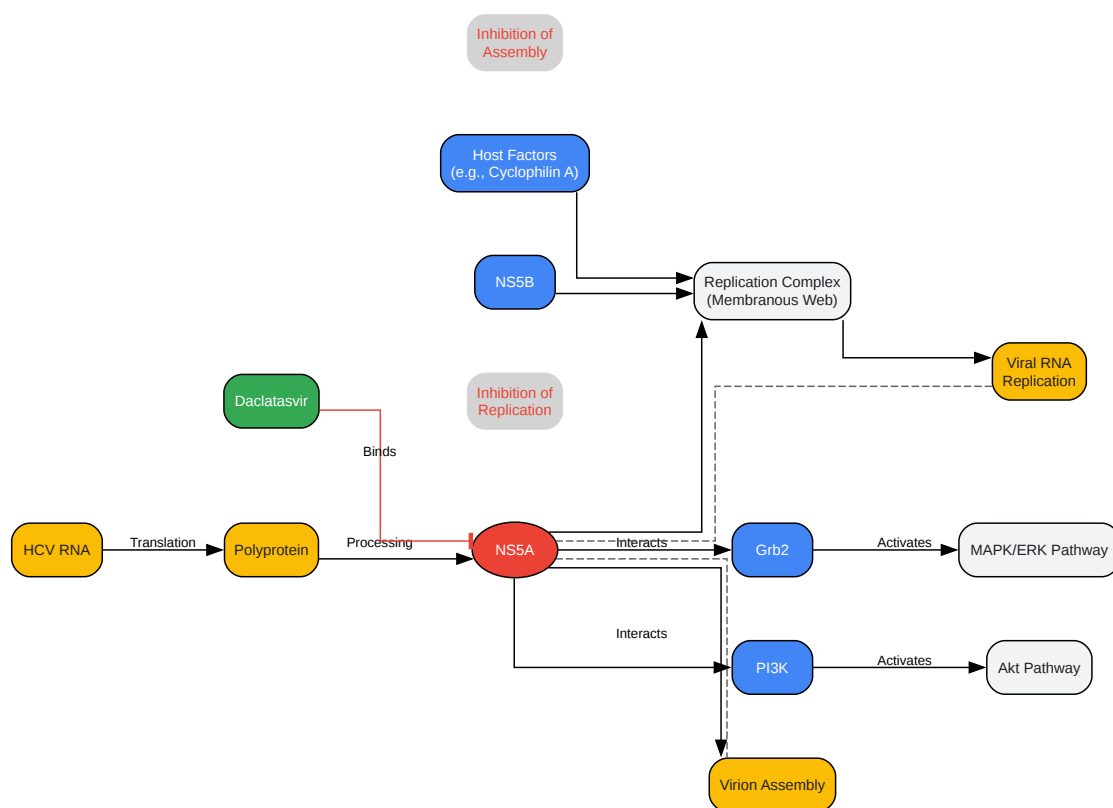 Inhibition of
Assembly
Host Factors
(e.g., Cyclophilin A)
NS5B
Replication Complex
(Membranous Web)
Viral RNA
Replication
Daclatasvir
Inhibition of
Replication
Binds
HCV RNA
Translation
Polyprotein
Processing
NS5A
Interacts
Grb2
Activates
MAPK/ERK Pathway
Interacts
PI3K
Activates
Akt Pathway
Virion Assembly